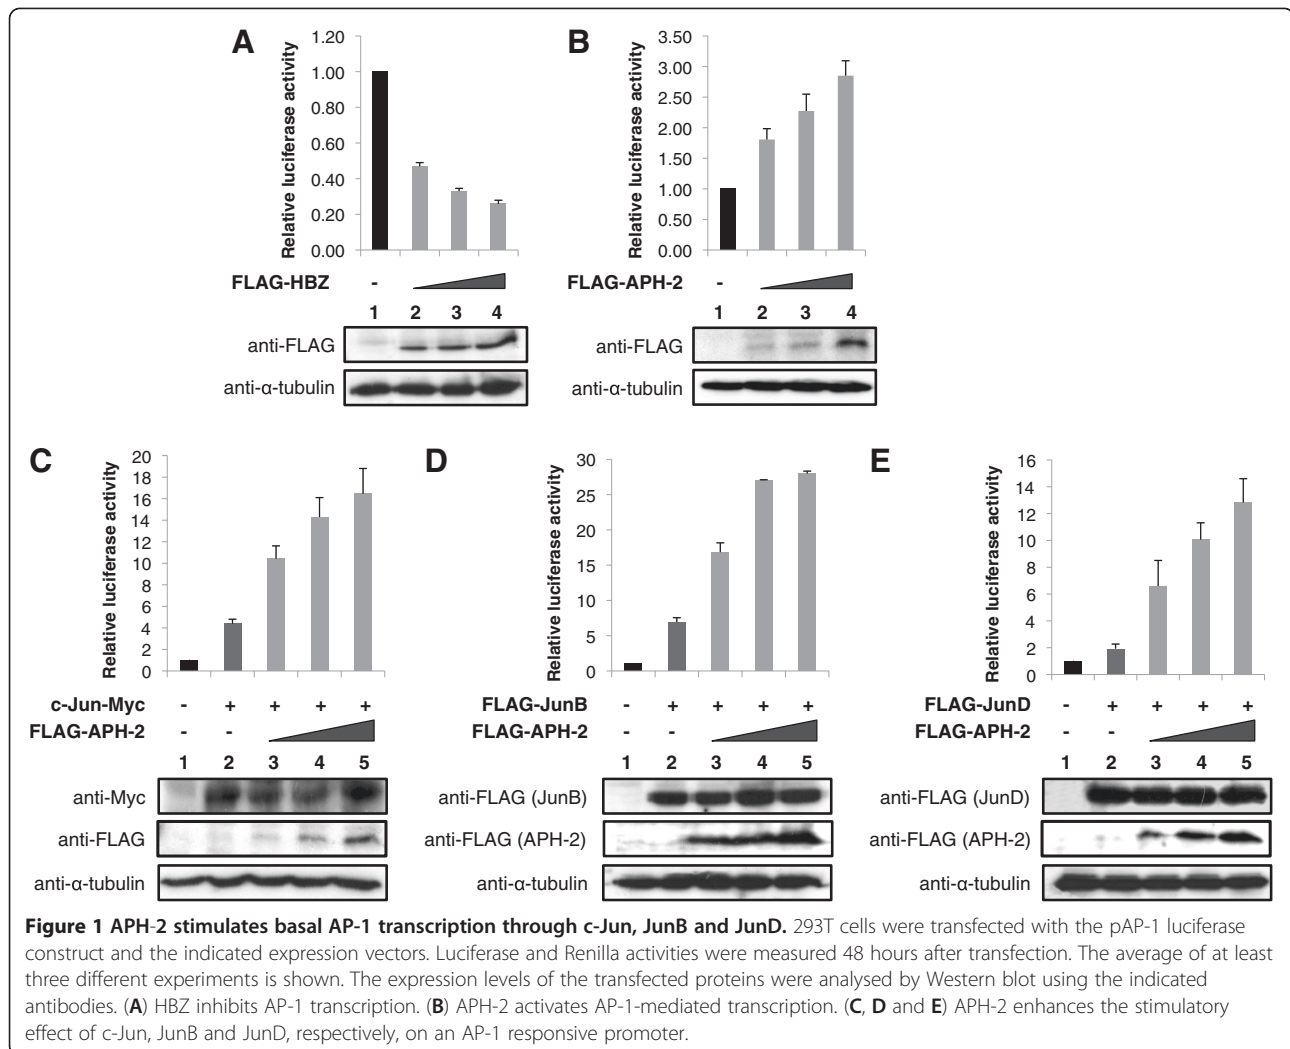 A
Relative luciferase activity
1.20
1.00
0.80
0.60
0.40
0.20
0.00
FLAG-HBZ -
1 2 3 4
anti-FLAG
anti-α-tubulin
B
Relative luciferase activity
3.50
3.00
2.50
2.00
1.50
1.00
0.50
0.00
FLAG-APH-2 -
1 2 3 4
anti-FLAG
anti-α-tubulin
C
Relative luciferase activity
20
18
16
14
12
10
8
6
4
2
0
c-Jun-Myc - + + + +
FLAG-APH-2 - -
1 2 3 4 5
anti-Myc
anti-FLAG
anti-α-tubulin
D
Relative luciferase activity
30
25
20
15
10
5
0
FLAG-JunB - + + + +
FLAG-APH-2 - -
1 2 3 4 5
anti-FLAG (JunB)
anti-FLAG (APH-2)
anti-α-tubulin
E
Relative luciferase activity
16
14
12
10
8
6
4
2
0
FLAG-JunD - + + + +
FLAG-APH-2 - -
1 2 3 4 5
anti-FLAG (JunD)
anti-FLAG (APH-2)
anti-α-tubulin
Figure 1 APH-2 stimulates basal AP-1 transcription through c-Jun, JunB and JunD. 293T cells were transfected with the pAP-1 luciferase
construct and the indicated expression vectors. Luciferase and Renilla activities were measured 48 hours after transfection. The average of at least
three different experiments is shown. The expression levels of the transfected proteins were analysed by Western blot using the indicated
antibodies. (A) HBZ inhibits AP-1 transcription. (B) APH-2 activates AP-1-mediated transcription. (C, D and E) APH-2 enhances the stimulatory
effect of c-Jun, JunB and JunD, respectively, on an AP-1 responsive promoter.